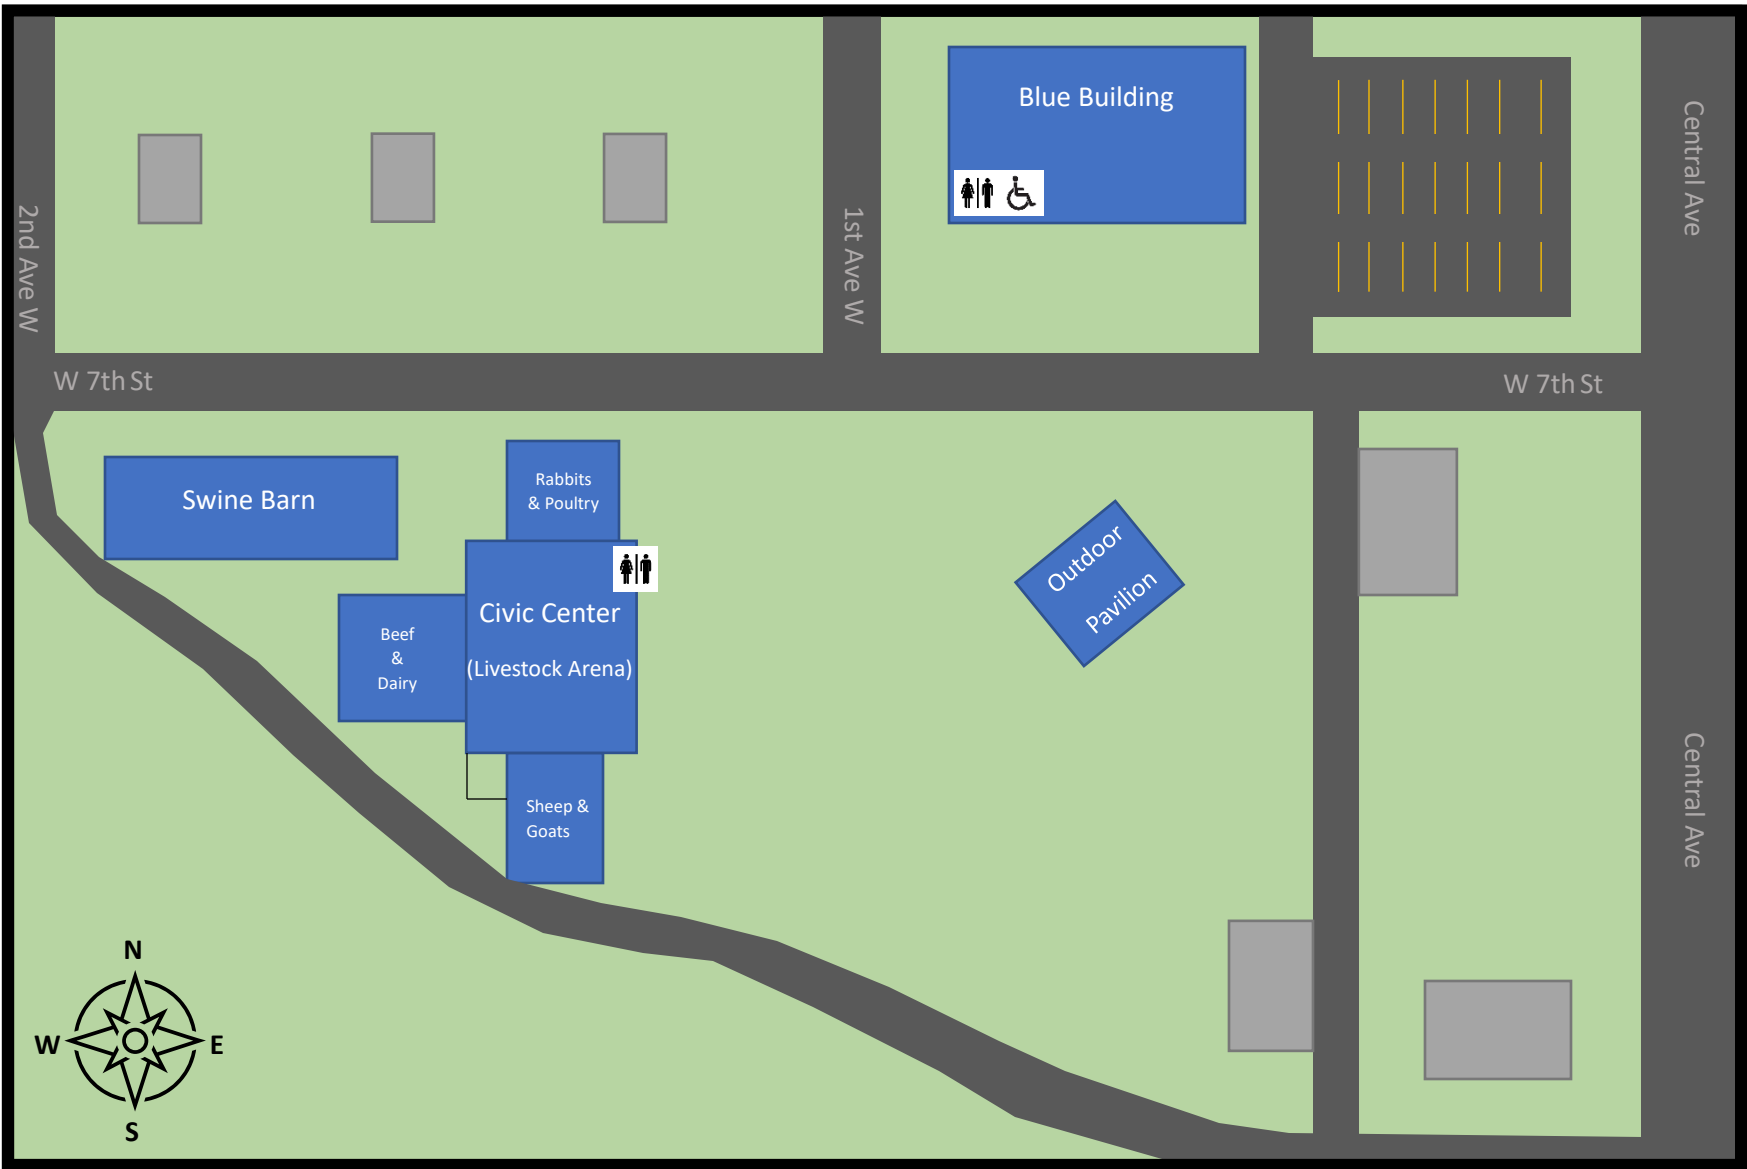 Blue Building
Central Ave
2nd Ave W
1st Ave W
W 7th St
W 7th St
Swine Barn
Rabbits
& Poultry
Outdoor
Pavilion
Civic Center
(Livestock Arena)
Beef
&
Dairy
Central Ave
Sheep &
Goats
N
W
E
S